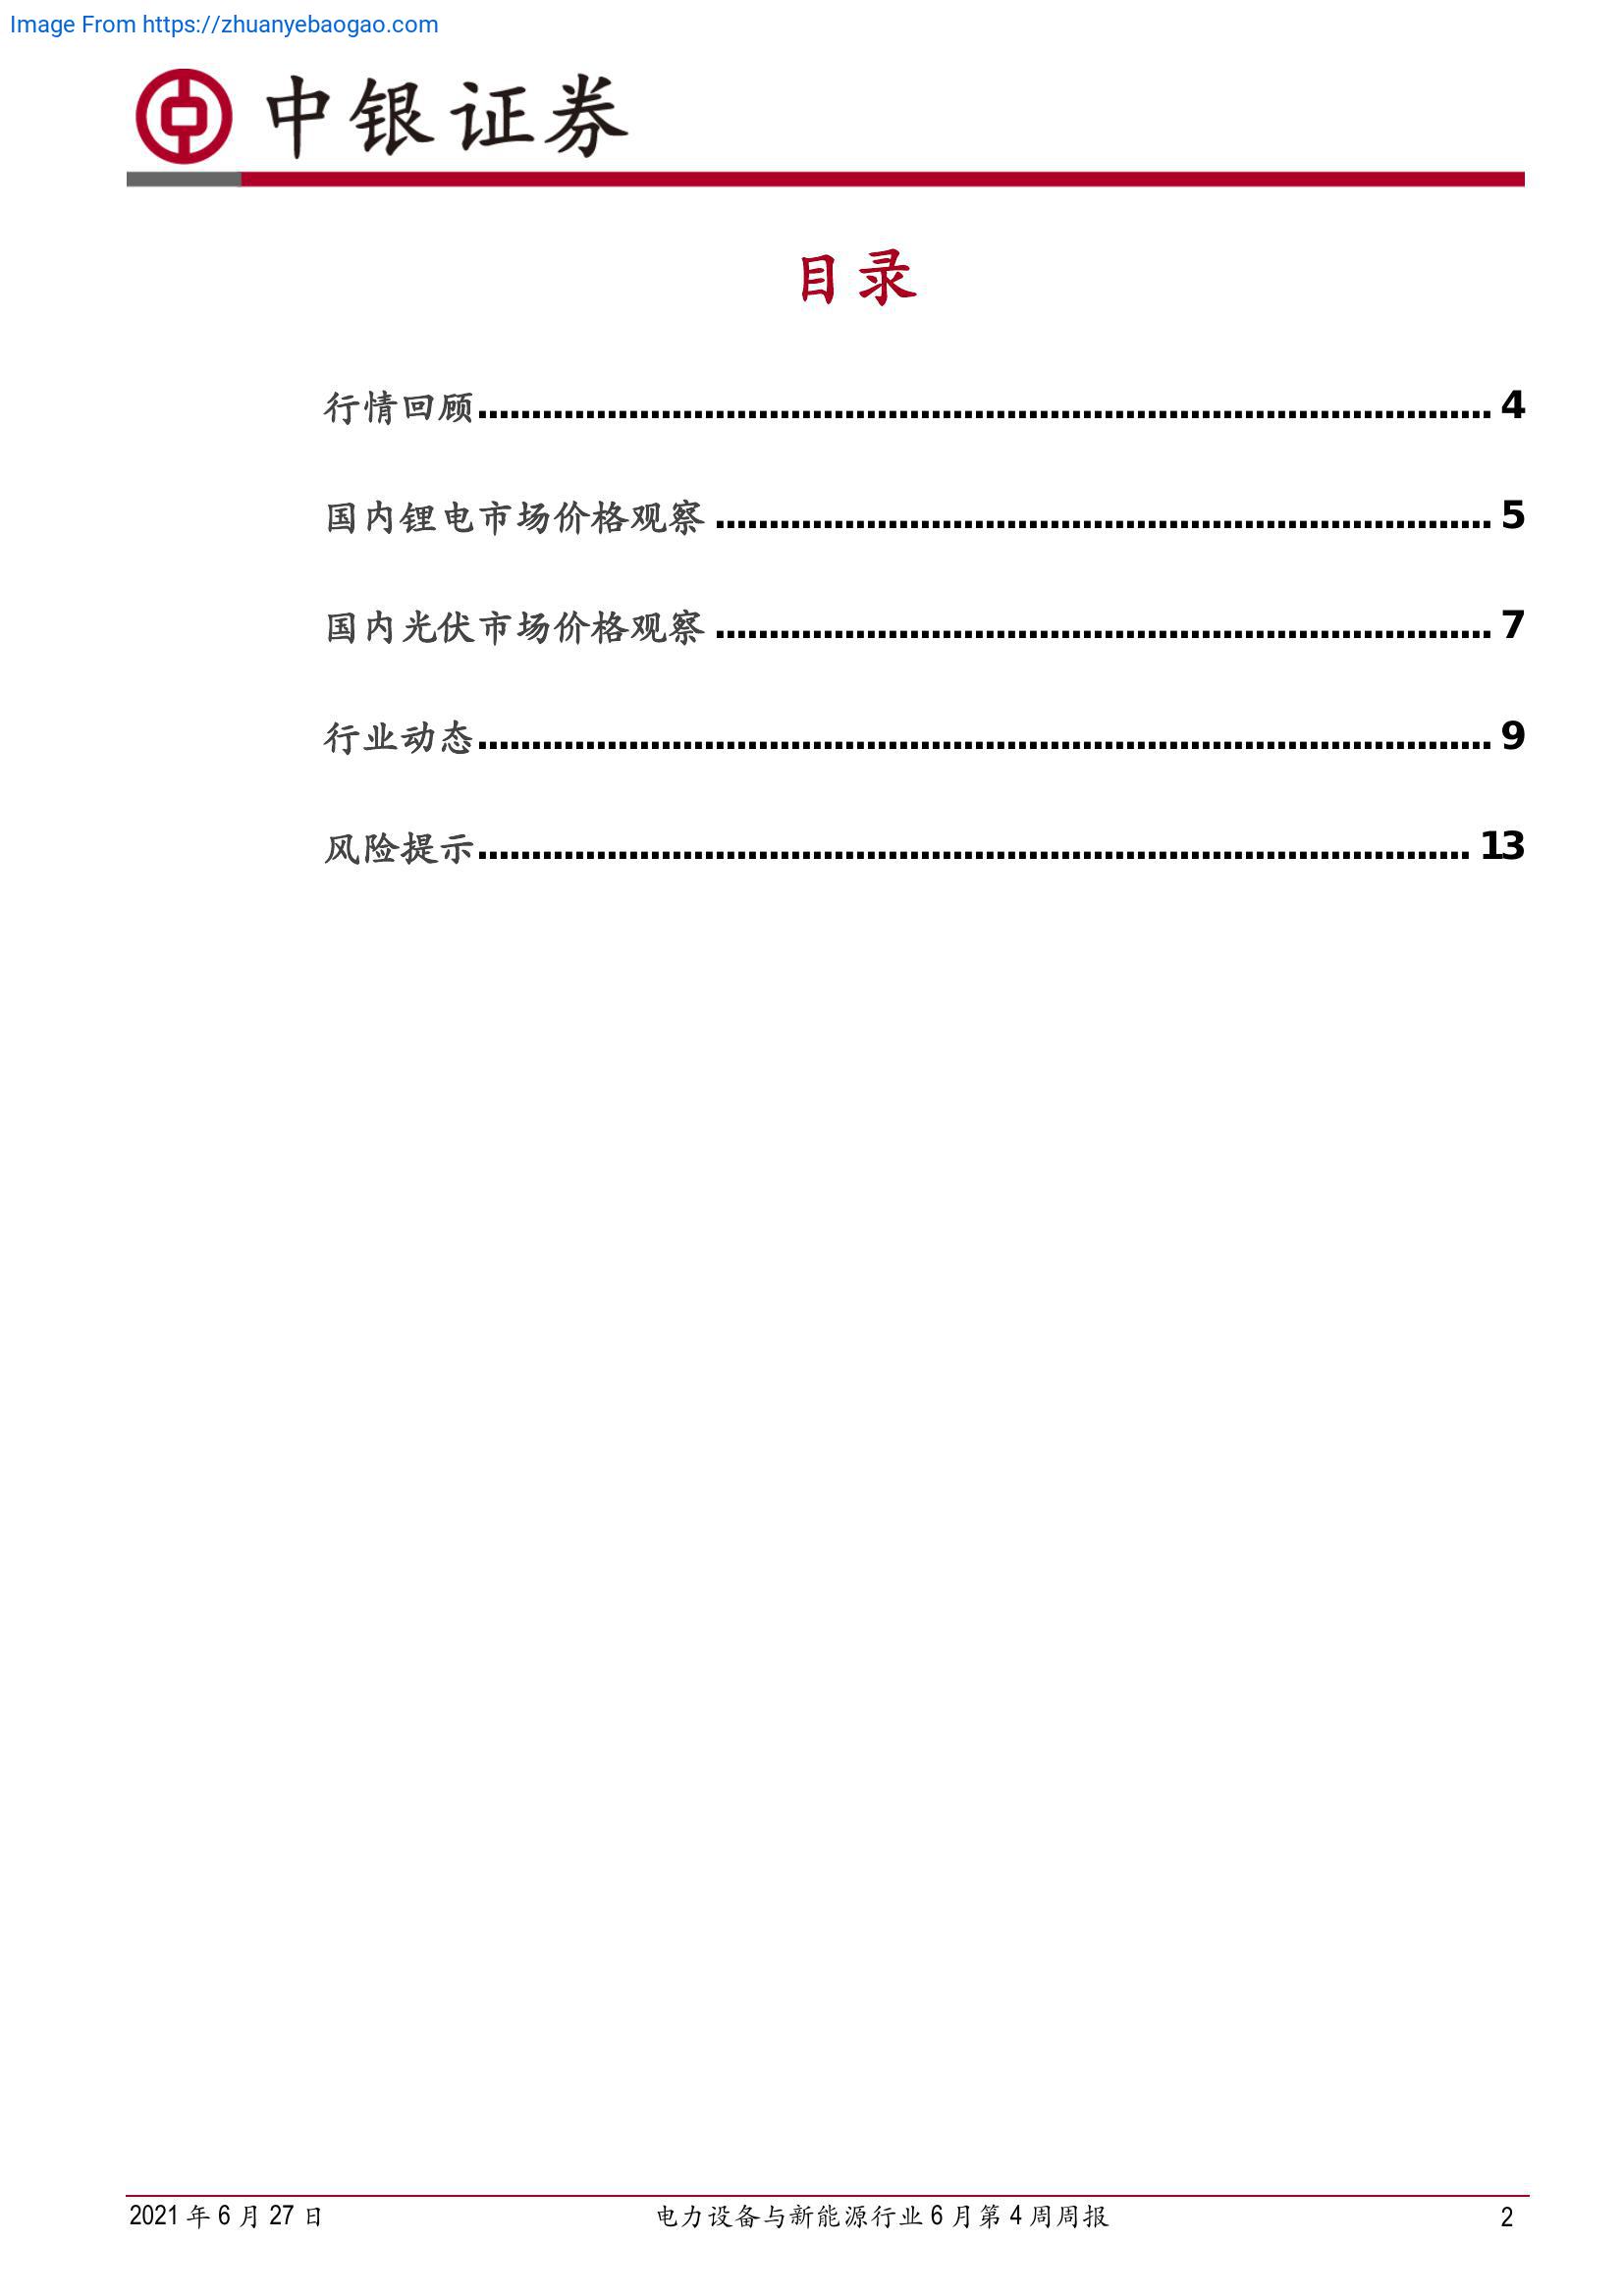 Image From https://zhuanyebaogao.com
中银证券
目录
行情回顾.................................................................................................. 4
国内锂电市场价格观察 ........................................................................... 5
国内光伏市场价格观察 ........................................................................... 7
行业动态.................................................................................................. 9
风险提示................................................................................................ 13
2021 年 6 月 27 日 电力设备与新能源行业 6 月第 4 周周报 2